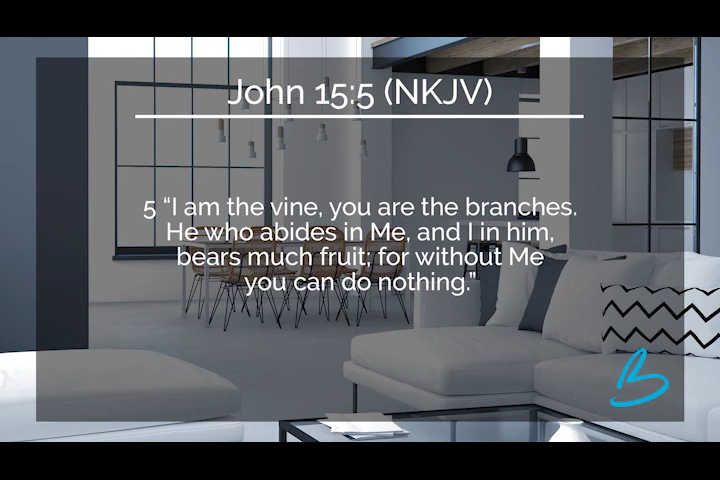 John 15:5 (NKJV)
5 “I am the vine, you are the branches.
He who abides in Me, and I in him,
bears much fruit; for without Me
you can do nothing.”
B